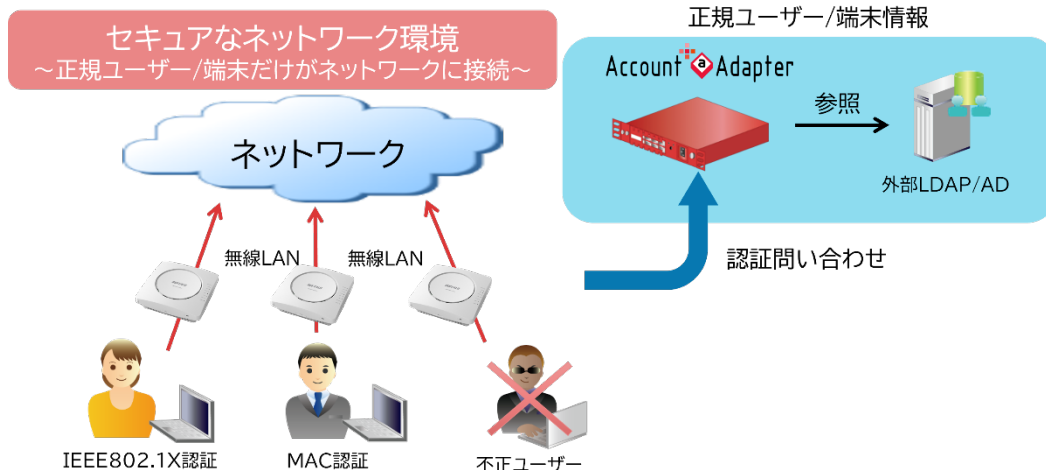 セキュアなネットワーク環境
～正規ユーザー/端末だけがネットワークに接続～
ネットワーク
無線LAN
無線LAN
IEEE802.1X認証
MAC認証
不正ユーザー
正規ユーザー/端末情報
Account a Adapter
参照
外部LDAP/AD
認証問い合わせ